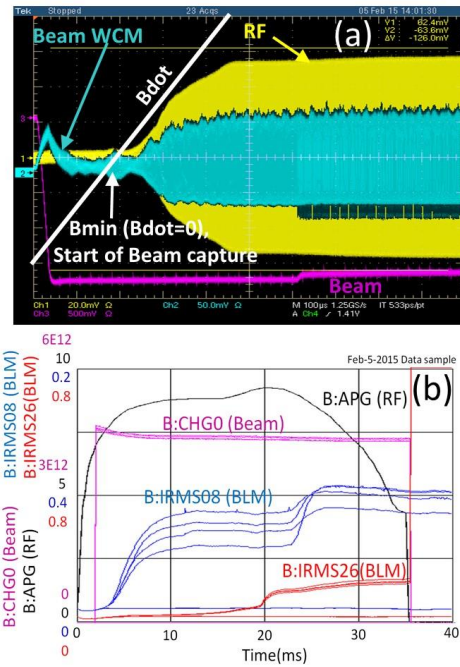 Tek Stopped 23 Acqs 05 Feb 15 14:01:30
V1: 62.4mV
V2: -63.6mV
ΔV: -126.0mV
Beam WCM
RF
(a)
Bdot
3
1
2
Bmin (Bdot=0),
Start of Beam capture
Beam
Ch1 20.0mV Ω Ch2 50.0mV Ω M 100µs 1.25GS/s IT 533ps/pt
Ch3 500mV Ω A Ch4 ∫ 1.41V
6E12
Feb-5-2015 Data sample
10
(b)
0.2
B:APG (RF)
0.8
B:CHG0 (Beam)
B:IRMS08 (BLM)
B:IRMS26(BLM)
3E12
5
B:IRMS08 (BLM)
0.4
0.8
B:CHG0 (Beam)
B:APG (RF)
B:IRMS26(BLM)
0
0
0
0
0 10 20 30 40
Time(ms)